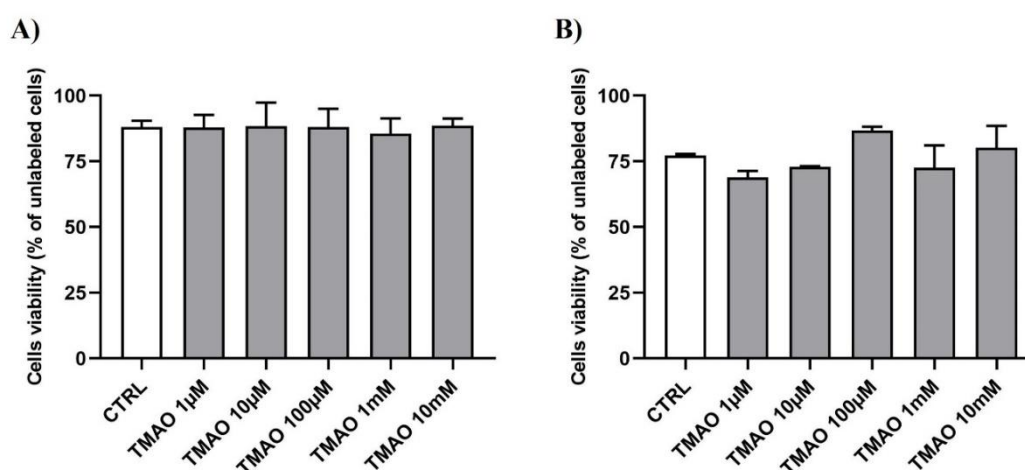 A)
Cells viability (% of unlabeled cells)
100
75
50
25
0
CTRL
TMAO 1µM
TMAO 10µM
TMAO 100µM
TMAO 1mM
TMAO 10mM
B)
Cells viability (% of unlabeled cells)
100
75
50
25
0
CTRL
TMAO 1µM
TMAO 10µM
TMAO 100µM
TMAO 1mM
TMAO 10mM